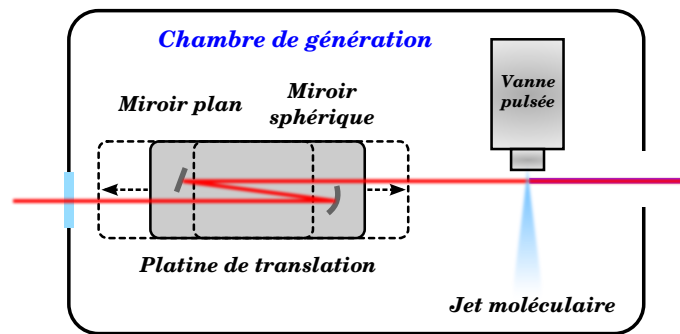 Chambre de génération
Vanne
pulsée
Miroir plan
Miroir
sphérique
Platine de translation
Jet moléculaire